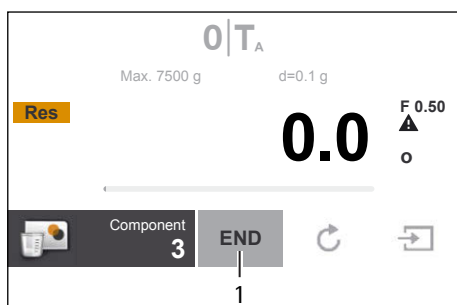 0|TA
Max. 7500 g d=0.1 g
Res
0.0
F 0.50
o
Component
3
END
1